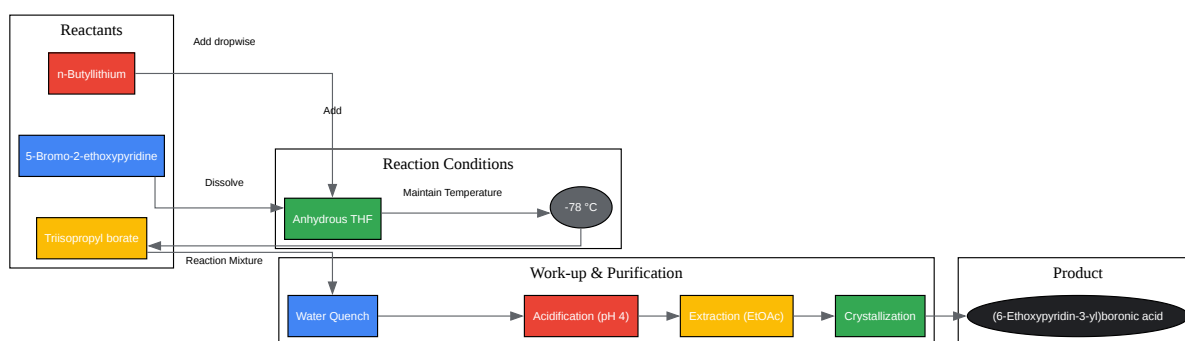 Reactants
Add dropwise
n-Butyllithium
Add
5-Bromo-2-ethoxypyridine
Reaction Conditions
Dissolve
Maintain Temperature
-78 °C
Anhydrous THF
Triisopropyl borate
Reaction Mixture
Work-up & Purification
Product
Water Quench
Acidification (pH 4)
Extraction (EtOAc)
Crystallization
(6-Ethoxypyridin-3-yl)boronic acid